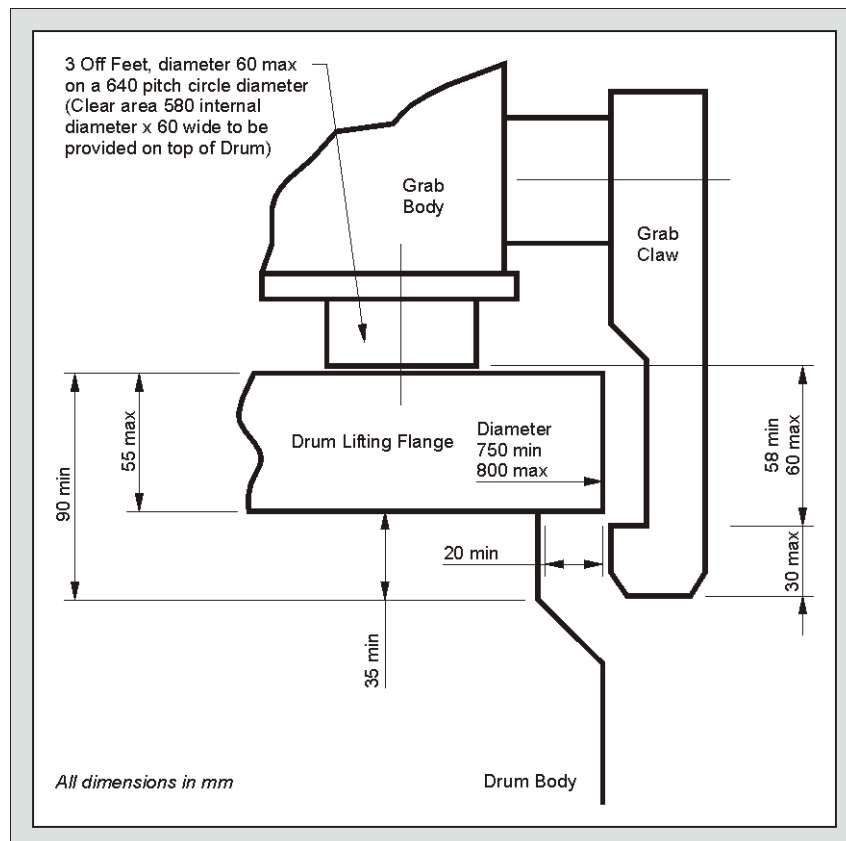 3 Off Feet, diameter 60 max
on a 640 pitch circle diameter
(Clear area 580 internal
diameter x 60 wide to be
provided on top of Drum)
Grab
Body
Grab
Claw
Drum Lifting Flange
Diameter
750 min
800 max
90 min
55 max
58 min
60 max
20 min
30 max
35 min
All dimensions in mm
Drum Body